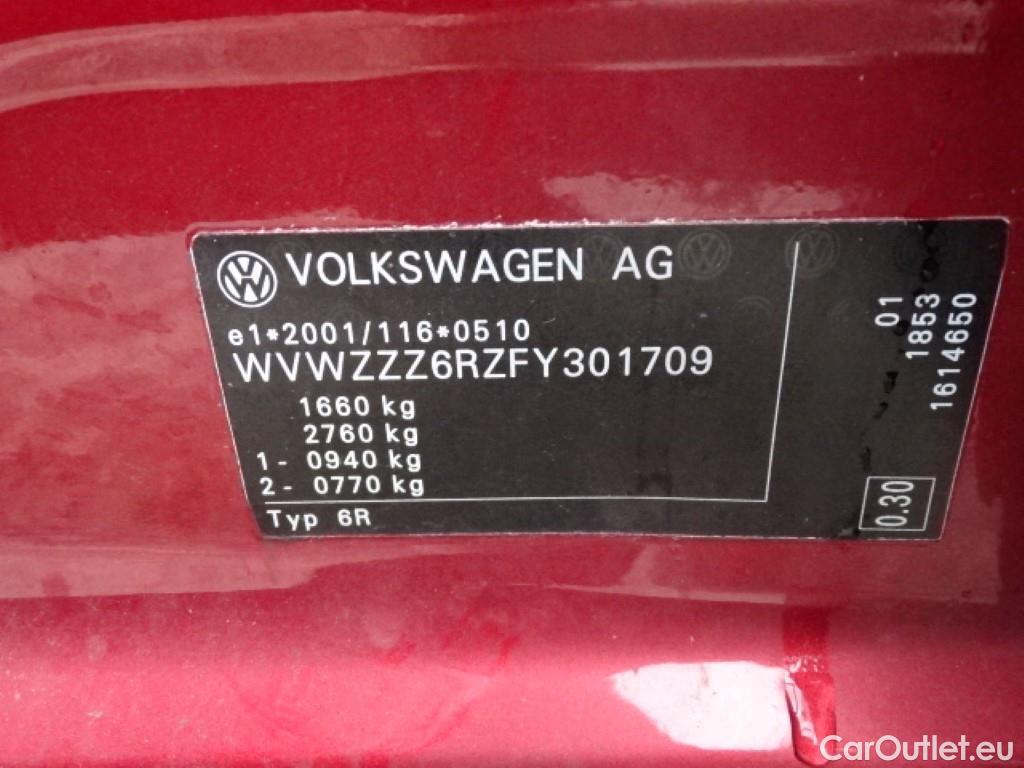 VOLKSWAGEN AG
e1*2001/116*0510
WVWZZZ6RZFY301709
1660 kg
2760 kg
1 - 0940 kg
2 - 0770 kg
Typ 6R
01
1853
1614650
0.30
CarOutlet.eu